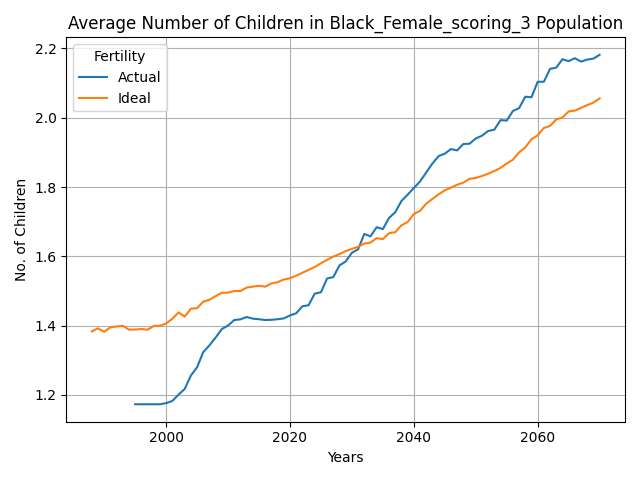 Average Number of Children in Black_Female_scoring_3 Population
Fertility
Actual
Ideal
No. of Children
2.2
2.0
1.8
1.6
1.4
1.2
2000 2020 2040 2060
Years